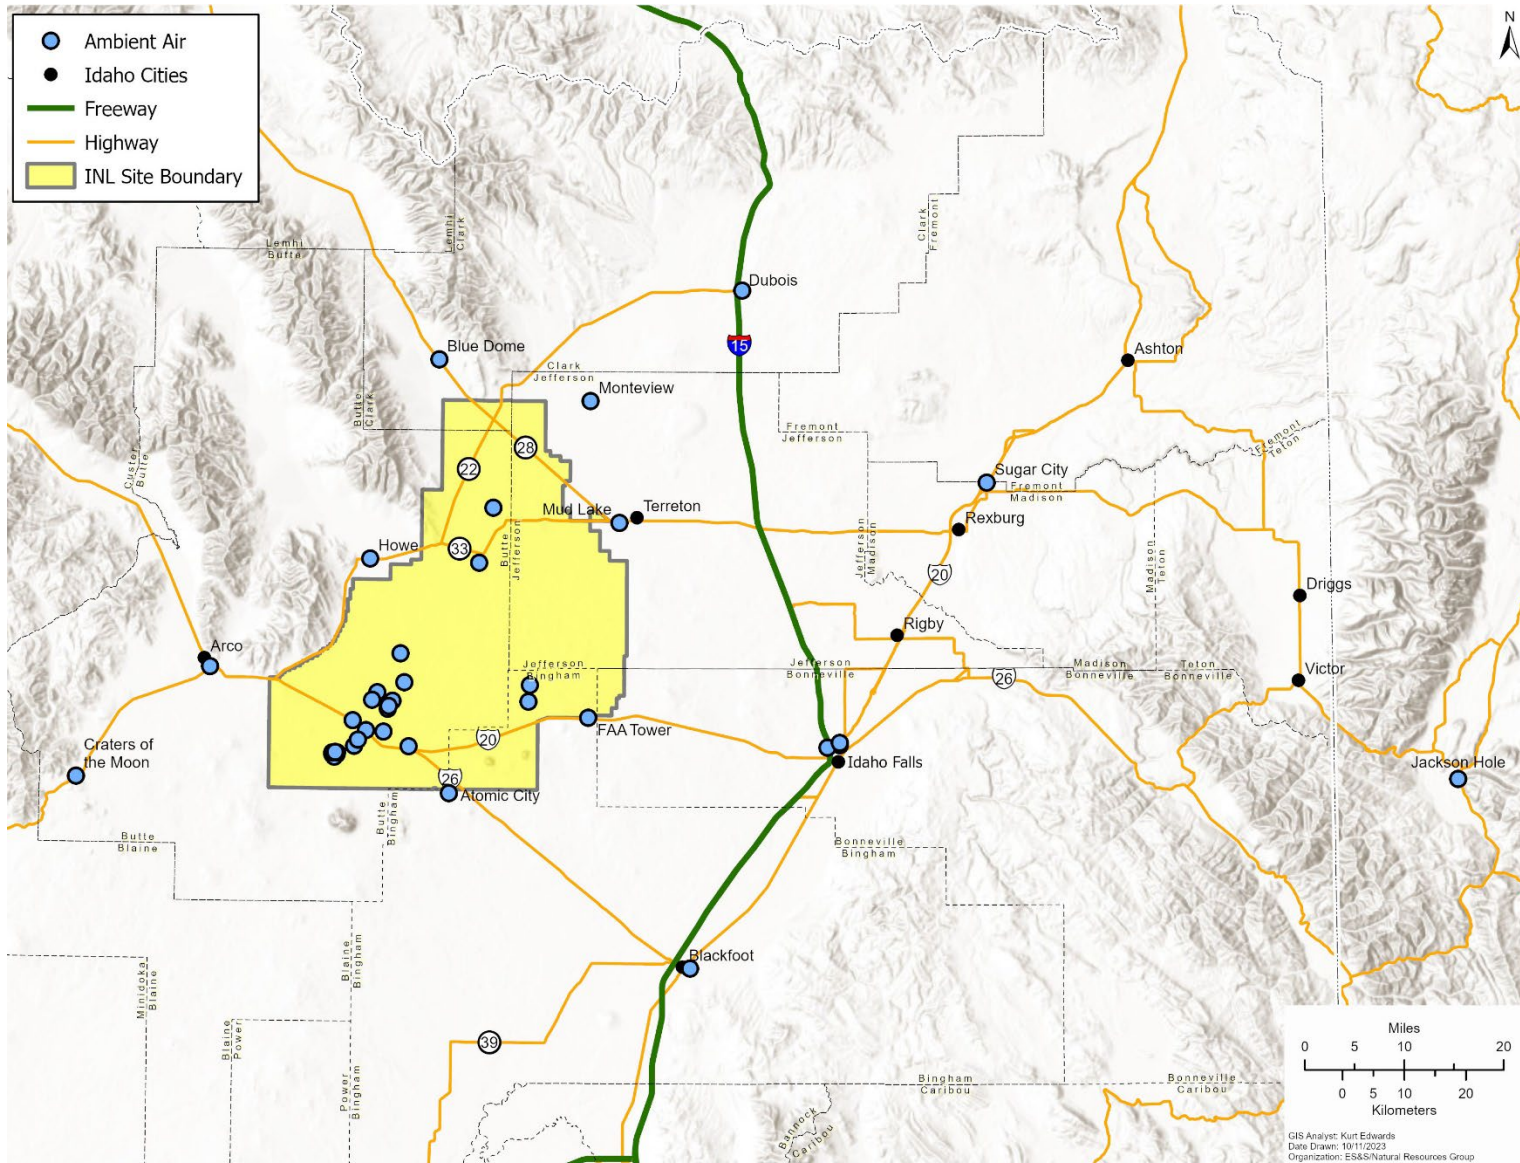 Ambient Air
Idaho Cities
Freeway
Highway
INL Site Boundary
N
Lemhi
Butte
Lemhi
Clark
Clark
Fremont
Dubois
15
Blue Dome
Clark
Jefferson
Monteview
Ashton
Butte
Clark
Fremont
Jefferson
Fremont
Teton
Custer
Butte
28
22
Sugar City
Fremont
Madison
Mud Lake
Terreton
Rexburg
Howe
33
Butte
Jefferson
Jefferson
Madison
Madison
Teton
20
Driggs
Rigby
Arco
Jefferson
Bingham
Jefferson
Bonneville
Madison
Bonneville
Teton
Bonneville
26
Victor
FAA Tower
20
Craters of
the Moon
Idaho Falls
Jackson Hole
26
Atomic City
Butte
Bingham
Butte
Blaine
Bonneville
Bingham
Blackfoot
Blaine
Bingham
Minidoka
Blaine
Blaine
Power
39
Power
Bingham
Bingham
Caribou
Bonneville
Caribou
Bannock
Caribou
Miles
0 5 10 20
0 5 10 20
Kilometers
GIS Analyst: Kurt Edwards
Date Drawn: 10/11/2023
Organization: ES&S/Natural Resources Group